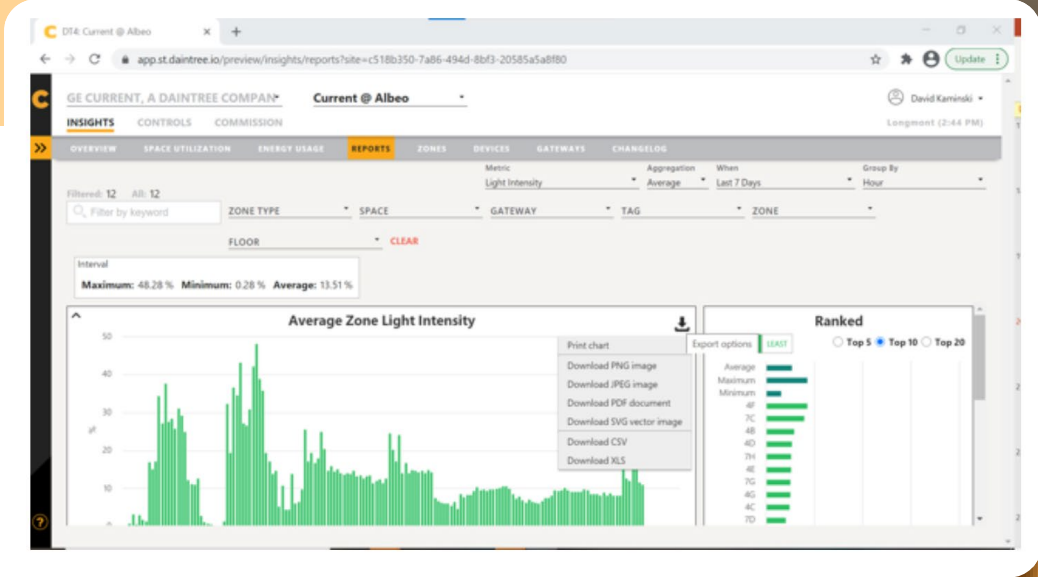 DT4: Current @ Albeo
app.st.daintree.io/preview/insights/reports?site=c518b350-7a86-494d-8bf3-20585a5a8f80
Update
GE CURRENT, A DAINTREE COMPAN
Current @ Albeo
David Kaminski
INSIGHTS CONTROLS COMMISSION
Longmont (2:44 PM)
OVERVIEW SPACE UTILIZATION ENERGY USAGE REPORTS ZONES DEVICES GATEWAYS CHANGELOG
Metric Aggregation When Group By
Light Intensity Average Last 7 Days Hour
Filtered: 12 All: 12
Filter by keyword ZONE TYPE SPACE GATEWAY TAG ZONE
FLOOR CLEAR
Interval
Maximum: 48.28 % Minimum: 0.28 % Average: 13.51 %
Average Zone Light Intensity
50
40
30
%
20
10
0
Print chart
Download PNG image
Download JPEG image
Download PDF document
Download SVG vector image
Download CSV
Download XLS
Export options
LEAST
Ranked
Top 5 Top 10 Top 20
Average
Maximum
Minimum
4F
7C
4B
4D
7H
4E
7G
4G
4C
7D
?